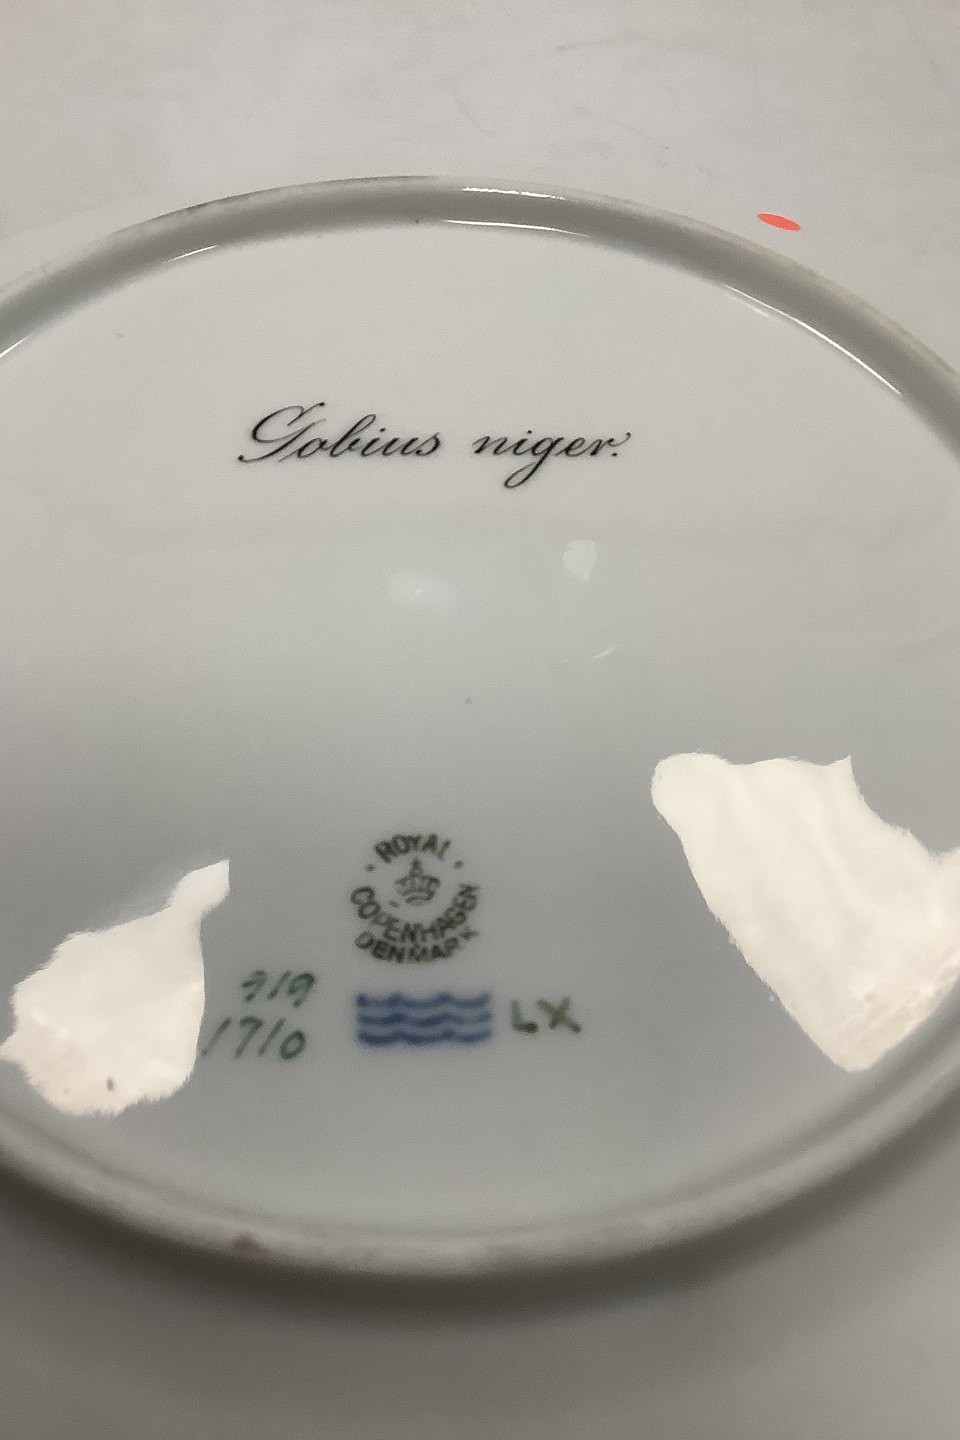 Gobius niger.
ROYAL
COPENHAGEN
DENMARK
919
1710
LX